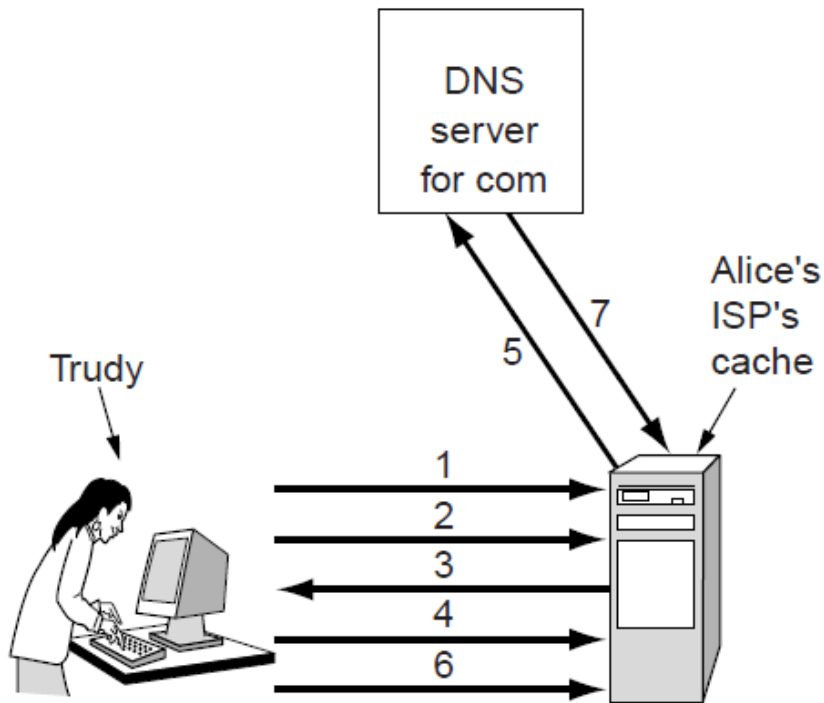 DNS
server
for com
Alice's
ISP's
cache
7
5
Trudy
1
2
3
4
6